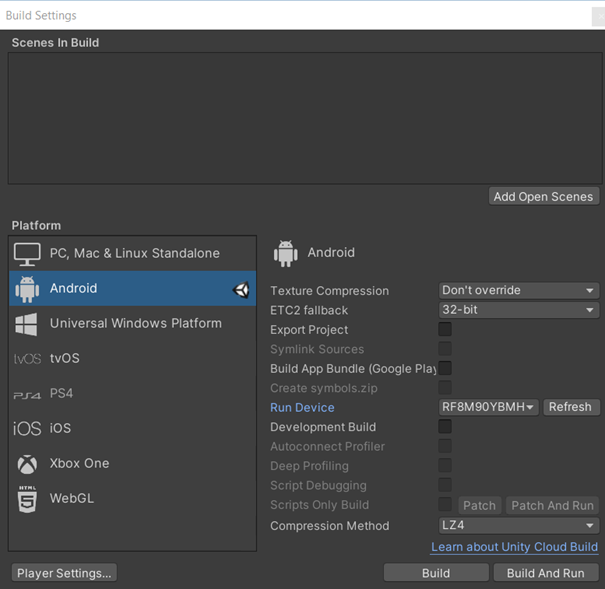 Build Settings
Scenes In Build
Add Open Scenes
Platform
PC, Mac & Linux Standalone
Android
Universal Windows Platform
tvOS tvOS
PS4 PS4
iOS iOS
Xbox One
HTML 5 WebGL
Android
Texture Compression Don't override
ETC2 fallback 32-bit
Export Project
Symlink Sources
Build App Bundle (Google Play
Create symbols.zip
Run Device RF8M90YBMH Refresh
Development Build
Autoconnect Profiler
Deep Profiling
Script Debugging
Scripts Only Build Patch Patch And Run
Compression Method LZ4
Learn about Unity Cloud Build
Player Settings... Build Build And Run